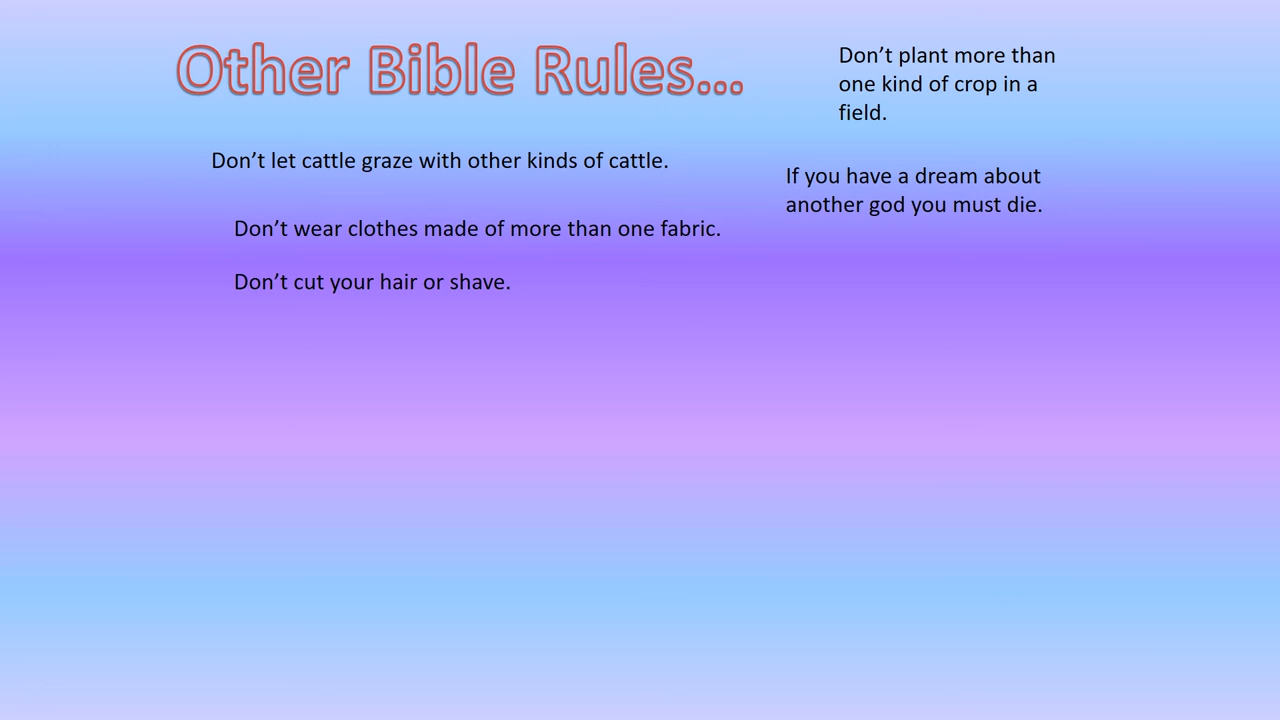 Other Bible Rules...
Don’t plant more than
one kind of crop in a
field.
Don’t let cattle graze with other kinds of cattle.
If you have a dream about
another god you must die.
Don’t wear clothes made of more than one fabric.
Don’t cut your hair or shave.